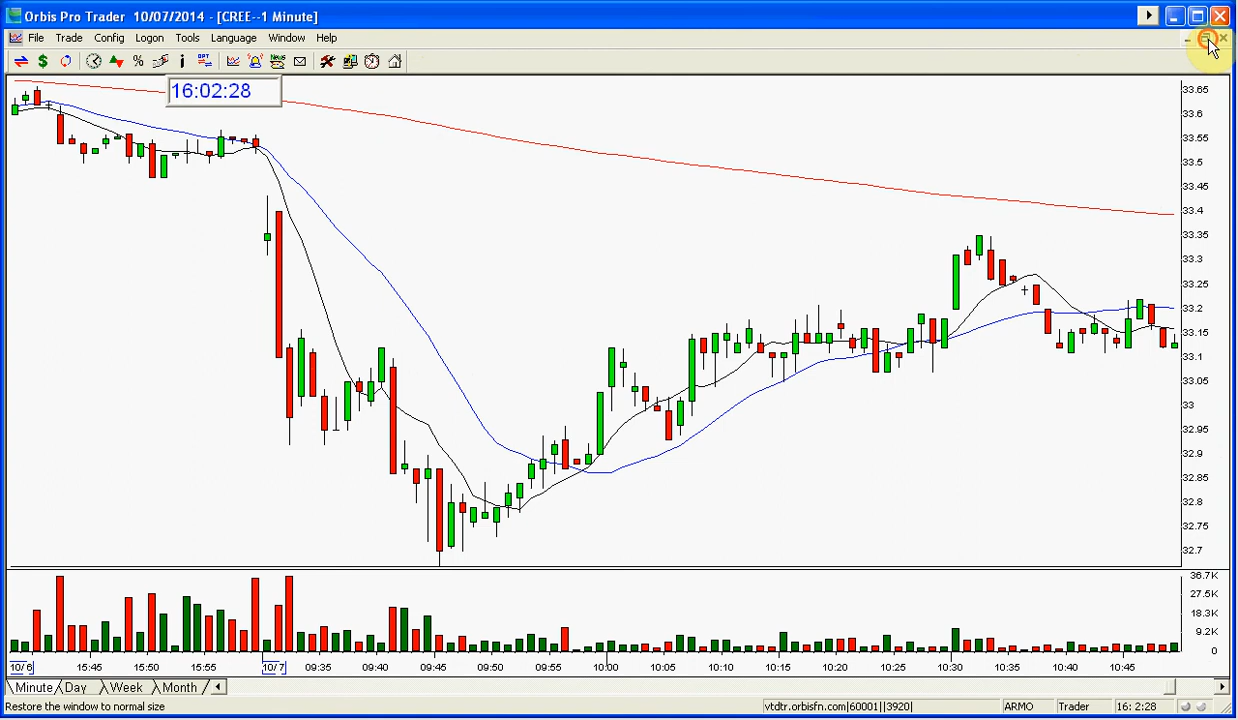 Orbis Pro Trader 10/07/2014 - [CREE--1 Minute]
File Trade Config Logon Tools Language Window Help
16:02:28
33.65
33.6
33.55
33.5
33.45
33.4
33.35
33.3
33.25
33.2
33.15
33.1
33.05
33
32.95
32.9
32.85
32.8
32.75
32.7
36.7K
27.5K
18.3K
9.2K
0
10/ 6 15:45 15:50 15:55 10/7 09:35 09:40 09:45 09:50 09:55 10:00 10:05 10:10 10:15 10:20 10:25 10:30 10:35 10:40 10:45
Minute Day Week Month
Restore the window to normal size
vtdtr.orbisfn.com|60001||3920| ARMO Trader 16: 2:28